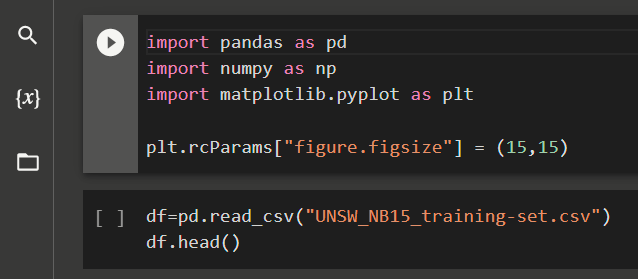 import pandas as pd
import numpy as np
import matplotlib.pyplot as plt
plt.rcParams["figure.figsize"] = (15,15)
{x}
[ ] df=pd.read_csv("UNSW_NB15_training-set.csv")
df.head()